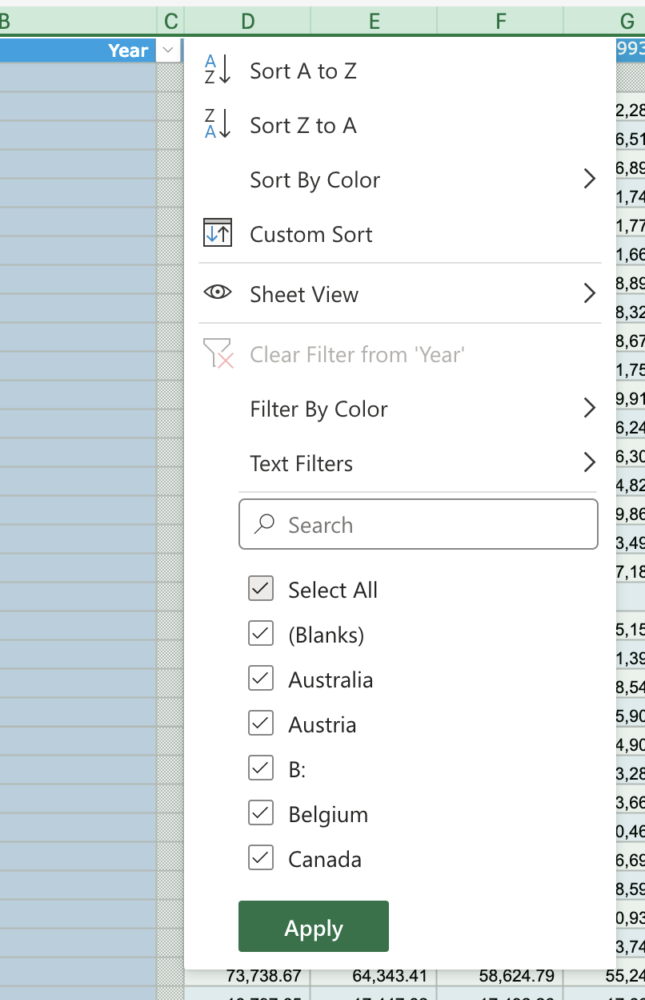 B C D E F G
Year
993
Sort A to Z
Sort Z to A
Sort By Color
Custom Sort
Sheet View
Clear Filter from 'Year'
Filter By Color
Text Filters
Search
Select All
(Blanks)
Australia
Austria
B:
Belgium
Canada
Apply
2,28
6,51
6,89
1,74
1,77
1,66
8,89
8,32
8,67
1,75
9,91
6,24
6,30
4,82
9,86
3,49
7,18
5,15
1,39
8,54
5,90
4,90
3,28
3,66
0,46
6,69
8,59
0,93
3,74
73,738.67 64,343.41 58,624.79 55,24